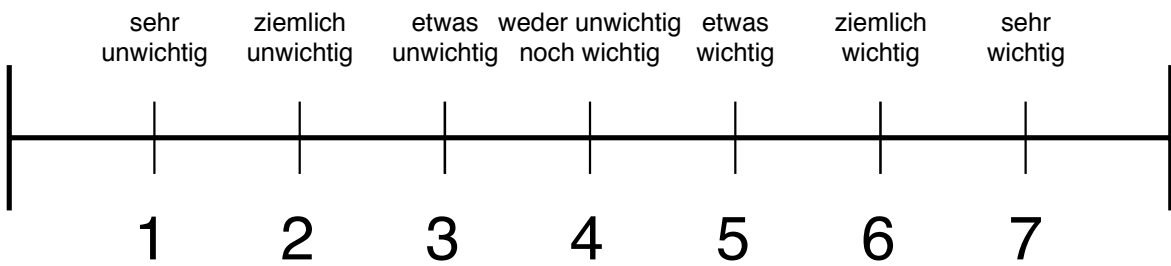 sehr ziemlich etwas weder unwichtig etwas ziemlich sehr
unwichtig unwichtig unwichtig noch wichtig wichtig wichtig wichtig
1 2 3 4 5 6 7